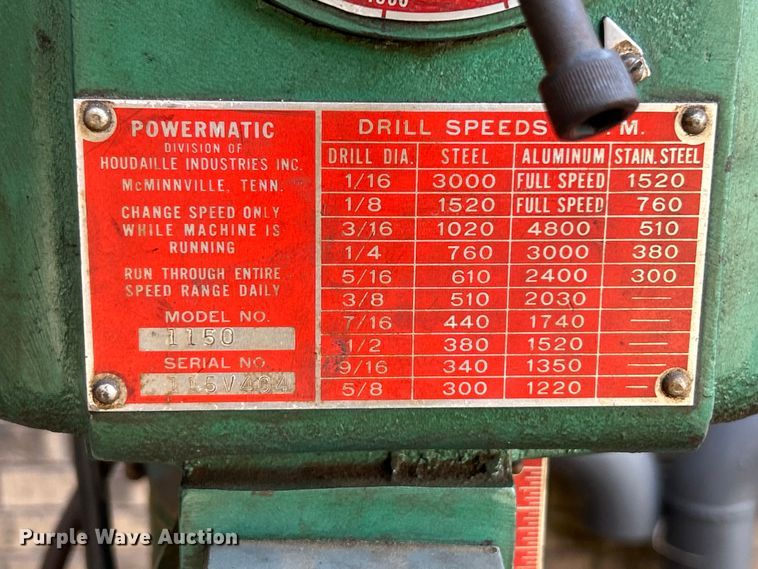 POWERMATIC
DIVISION OF
HOUDAILLE INDUSTRIES INC.
McMINNVILLE, TENN.
CHANGE SPEED ONLY
WHILE MACHINE IS
RUNNING
RUN THROUGH ENTIRE
SPEED RANGE DAILY
MODEL NO.
1150
SERIAL NO
DRILL SPEEDS M.
DRILL DIA. STEEL ALUMINUM STAIN. STEEL
1/16 3000 FULL SPEED 1520
1/8 1520 FULL SPEED 760
3/16 1020 4800 510
1/4 760 3000 380
5/16 610 2400 300
3/8 510 2030 —
7/16 440 1740 —
1/2 380 1520 —
9/16 340 1350 —
5/8 300 1220 —
Purple Wave Auction